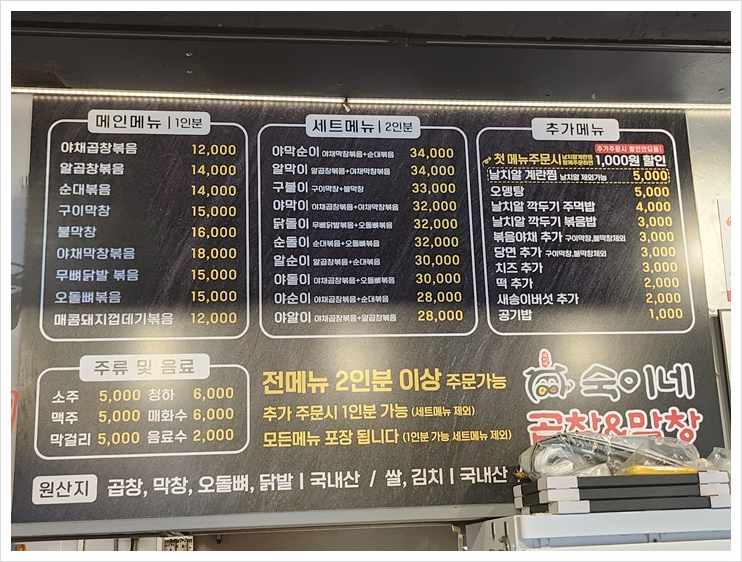 메인메뉴 | 1인분
야채곱창볶음 12,000
알곱창볶음 14,000
순대볶음 14,000
구이막창 15,000
불막창 16,000
야채막창볶음 18,000
무뼈닭발 볶음 15,000
오돌뼈볶음 15,000
매콤돼지껍데기볶음 12,000
세트메뉴 | 2인분
야막순이 야채막창볶음+순대볶음 34,000
알막이 알곱창볶음+야채막창볶음 34,000
구불이 구이막창+불막창 33,000
야막이 야채곱창볶음+야채막창볶음 32,000
닭돌이 무뼈닭발볶음+오돌뼈볶음 32,000
순돌이 순대볶음+오돌뼈볶음 32,000
알순이 알곱창볶음+순대볶음 30,000
야돌이 야채곱창볶음+오돌뼈볶음 30,000
야순이 야채곱창볶음+순대볶음 28,000
야알이 야채곱창볶음+알곱창볶음 28,000
추가메뉴
추가주문시 할인안되용!
첫 메뉴주문시 날치알계란찜 함께주문하면 1,000원 할인
날치알 계란찜 날치알 제외가능 5,000
오뎅탕 5,000
날치알 깍두기 주먹밥 4,000
날치알 깍두기 볶음밥 3,000
볶음야채 추가 구이막창,불막창제외 3,000
당면 추가 구이막창,불막창제외 3,000
치즈 추가 3,000
떡 추가 2,000
새송이버섯 추가 2,000
공기밥 1,000
주류 및 음료
소주 5,000 청하 6,000
맥주 5,000 매화수 6,000
막걸리 5,000 음료수 2,000
전메뉴 2인분 이상 주문가능
추가 주문시 1인분 가능 (세트메뉴 제외)
모든메뉴 포장 됩니다 (1인분 가능 세트메뉴 제외)
숙이네
곱창&막창
원산지 곱창, 막창, 오돌뼈, 닭발 | 국내산 / 쌀, 김치 | 국내산